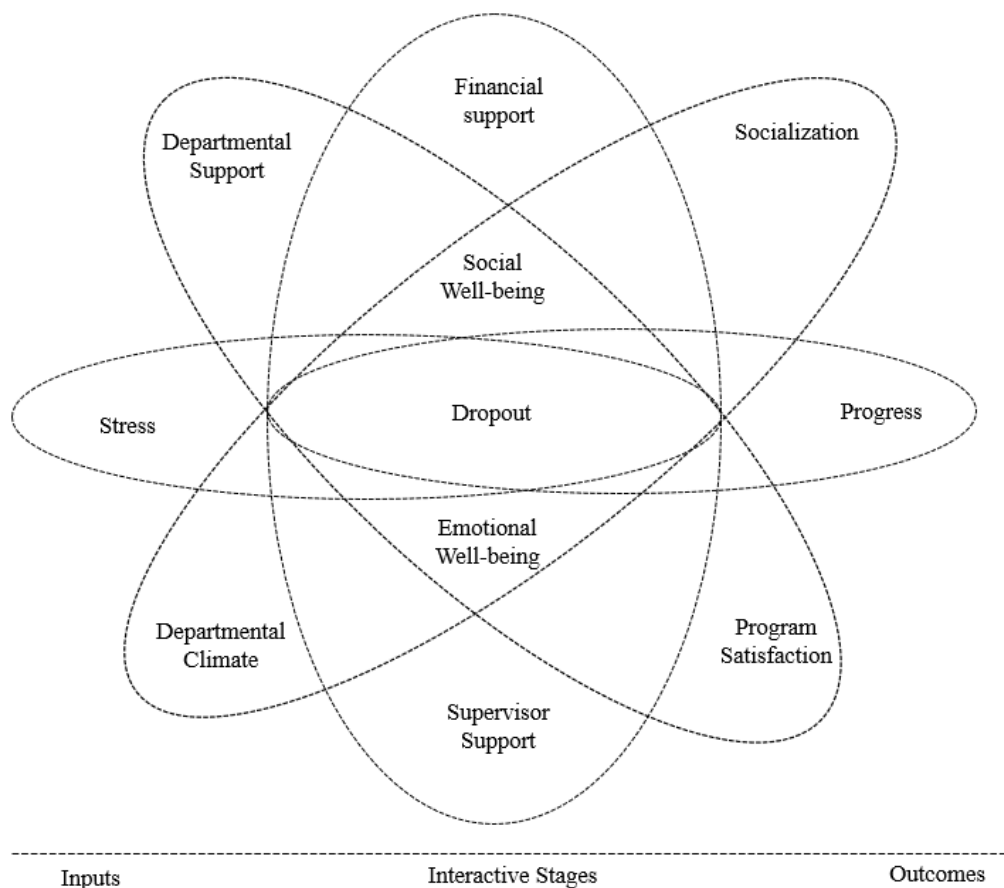 Financial
support
Departmental
Support
Socialization
Social
Well-being
Stress
Dropout
Progress
Emotional
Well-being
Departmental
Climate
Program
Satisfaction
Supervisor
Support
Inputs
Interactive Stages
Outcomes